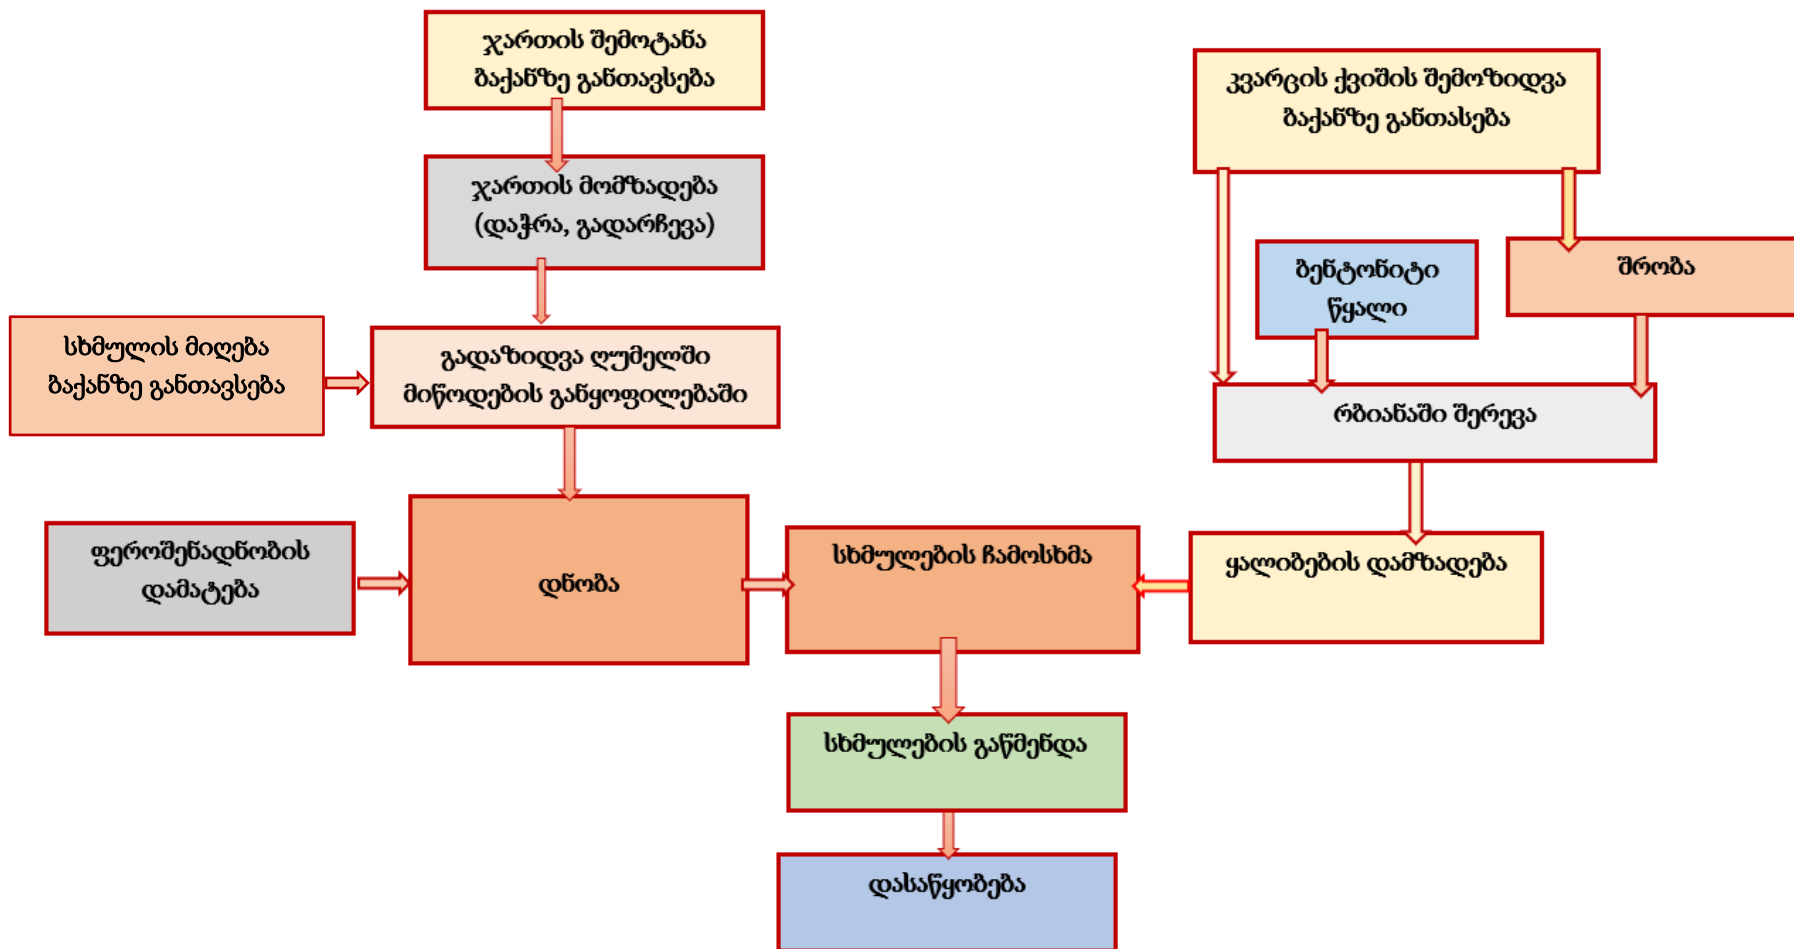 ჯართის შემოტანა
ბაქანზე განთავსება
კვარცის ქვიშის შემოზიდვა
ბაქანზე განთასება
ჯართის მომზადება
(დაჭრა, გადარჩევა)
ბენტონიტი
წყალი
შრობა
სხმულის მიღება
ბაქანზე განთავსება
გადაზიდვა ღუმელში
მიწოდების განყოფილებაში
რბიანაში შერევა
ფეროშენადნობის
დამატება
დნობა
სხმულების ჩამოსხმა
ყალიბების დამზადება
სხმულების გაწმენდა
დასაწყობება